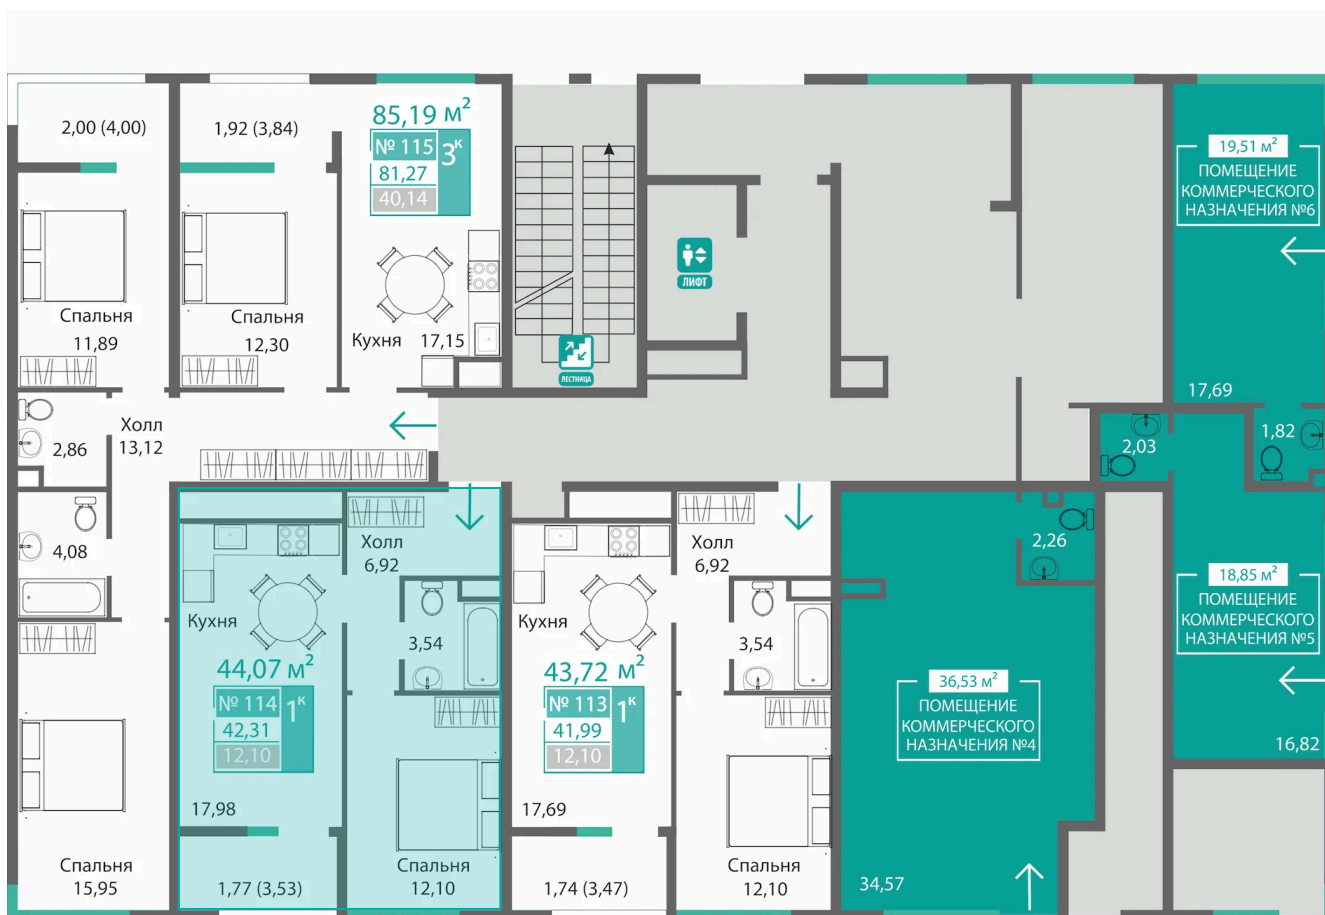 2,00 (4,00)
1,92 (3,84)
85,19 м²
№ 115
3к
81,27
40,14
Спальня
11,89
Спальня
12,30
Кухня 17,15
ЛИФТ
ЛЕСТНИЦА
19,51 м²
ПОМЕЩЕНИЕ
КОММЕРЧЕСКОГО
НАЗНАЧЕНИЯ №6
17,69
1,82
2,03
2,86
Холл
13,12
4,08
Холл
6,92
Кухня
3,54
44,07 м²
№ 114
1к
42,31
12,10
17,98
1,77 (3,53)
Спальня
12,10
Спальня
15,95
Холл
6,92
Кухня
3,54
43,72 м²
№ 113
1к
41,99
12,10
17,69
1,74 (3,47)
Спальня
12,10
2,26
36,53 м²
ПОМЕЩЕНИЕ
КОММЕРЧЕСКОГО
НАЗНАЧЕНИЯ №4
34,57
18,85 м²
ПОМЕЩЕНИЕ
КОММЕРЧЕСКОГО
НАЗНАЧЕНИЯ №5
16,82